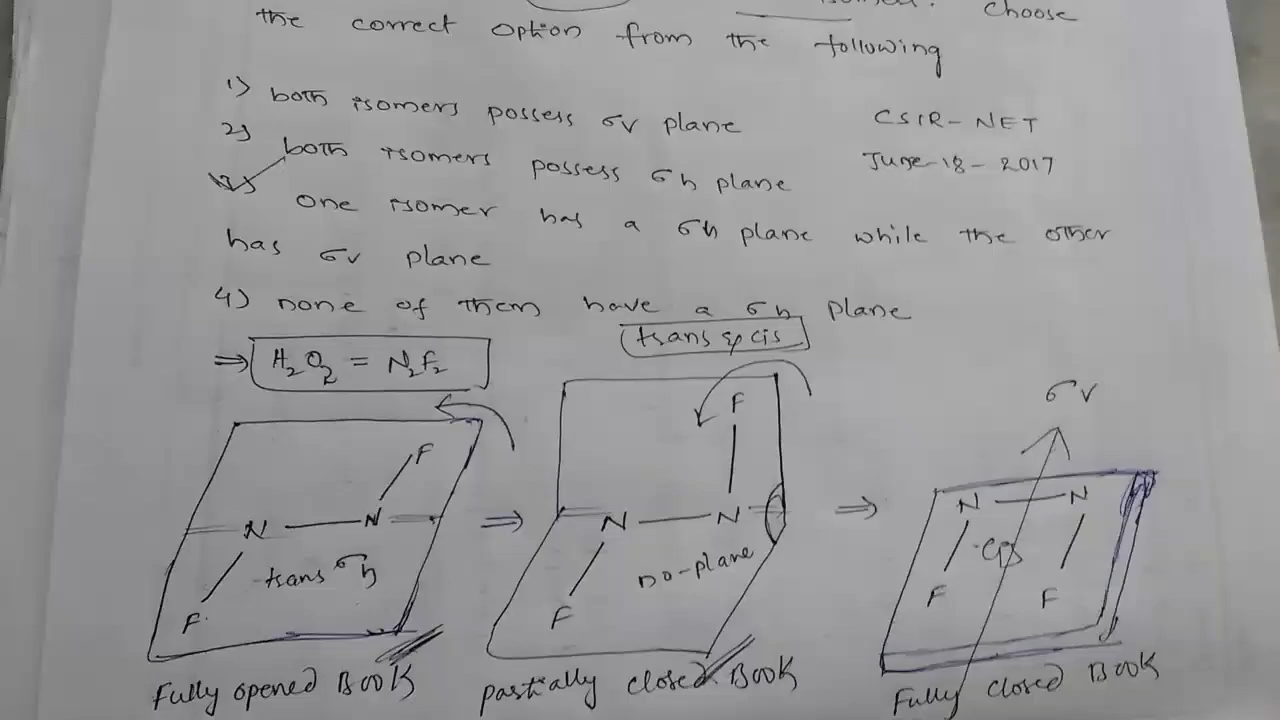 Choose
the correct option from the following
1) both isomers possess σv plane
CSIR-NET
2) both isomers possess σh plane
June-18-2017
3) One isomer has a σh plane while the other
has σv plane
4) none of them have a σh plane
trans & cis
⇒ H2O2 = N2F2
σv
F
F
N N
N N
N N
trans σh
no-plane
cis
F
F
F F
Fully opened Book
partially closed Book
Fully closed Book